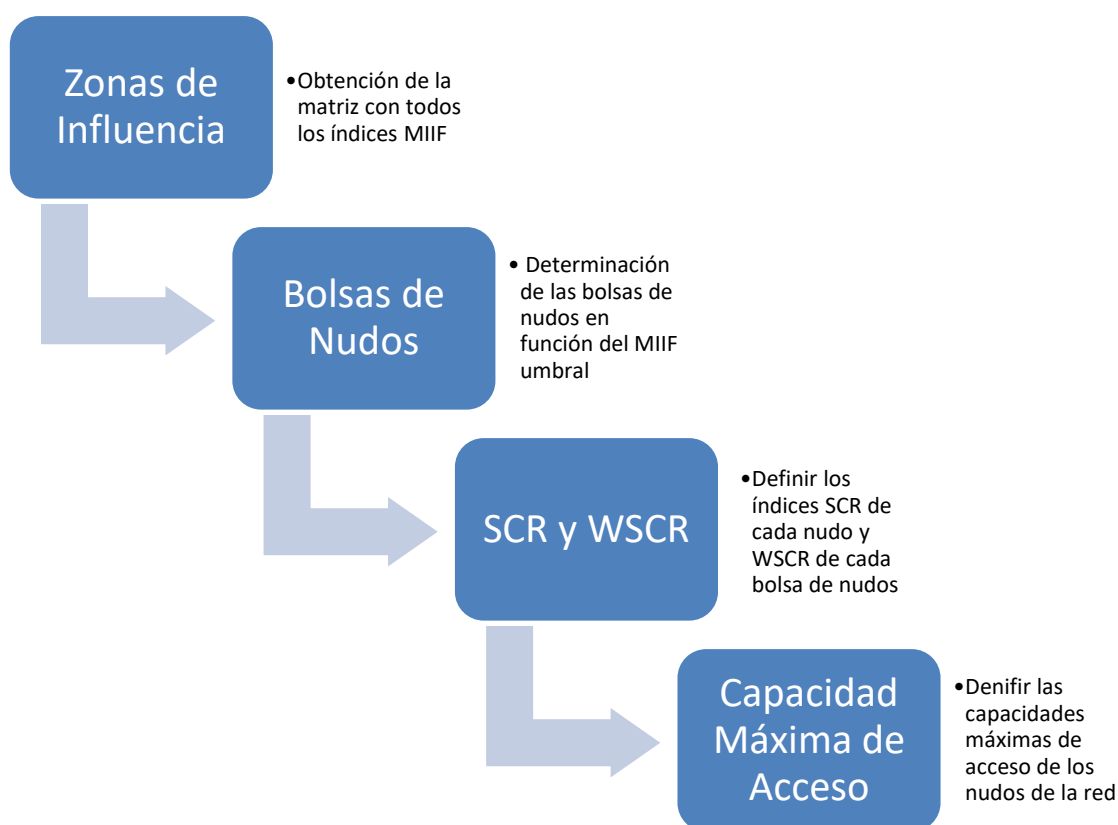 Zonas de
Influencia
•Obtención de la
matriz con todos
los índices MIIF
Bolsas de
Nudos
• Determinación
de las bolsas de
nudos en
función del MIIF
umbral
SCR y WSCR
•Definir los
índices SCR de
cada nudo y
WSCR de cada
bolsa de nudos
Capacidad
Máxima de
Acceso
•Denifir las
capacidades
máximas de
acceso de los
nudos de la red